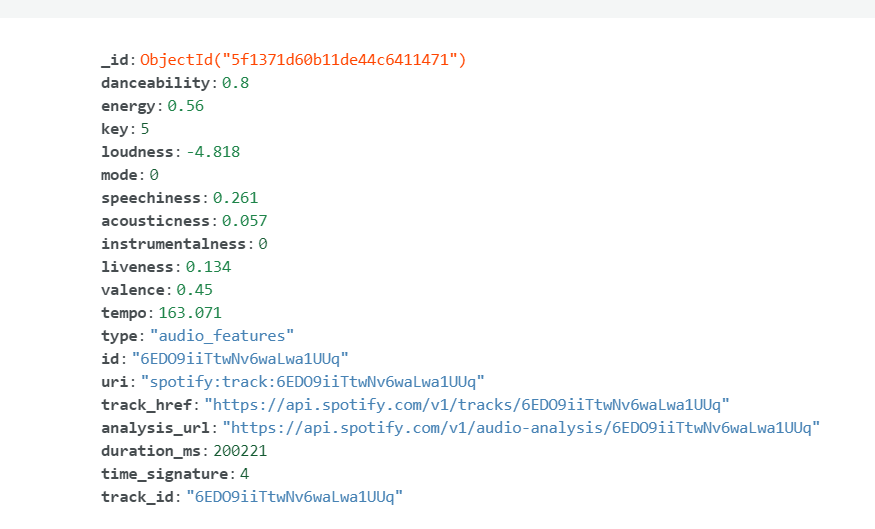 _id: ObjectId("5f1371d60b11de44c6411471")
danceability: 0.8
energy: 0.56
key: 5
loudness: -4.818
mode: 0
speechiness: 0.261
acousticness: 0.057
instrumentalness: 0
liveness: 0.134
valence: 0.45
tempo: 163.071
type: "audio_features"
id: "6EDO9iiTtwNv6waLwa1UUq"
uri: "spotify:track:6EDO9iiTtwNv6waLwa1UUq"
track_href: "https://api.spotify.com/v1/tracks/6EDO9iiTtwNv6waLwa1UUq"
analysis_url: "https://api.spotify.com/v1/audio-analysis/6EDO9iiTtwNv6waLwa1UUq"
duration_ms: 200221
time_signature: 4
track_id: "6EDO9iiTtwNv6waLwa1UUq"